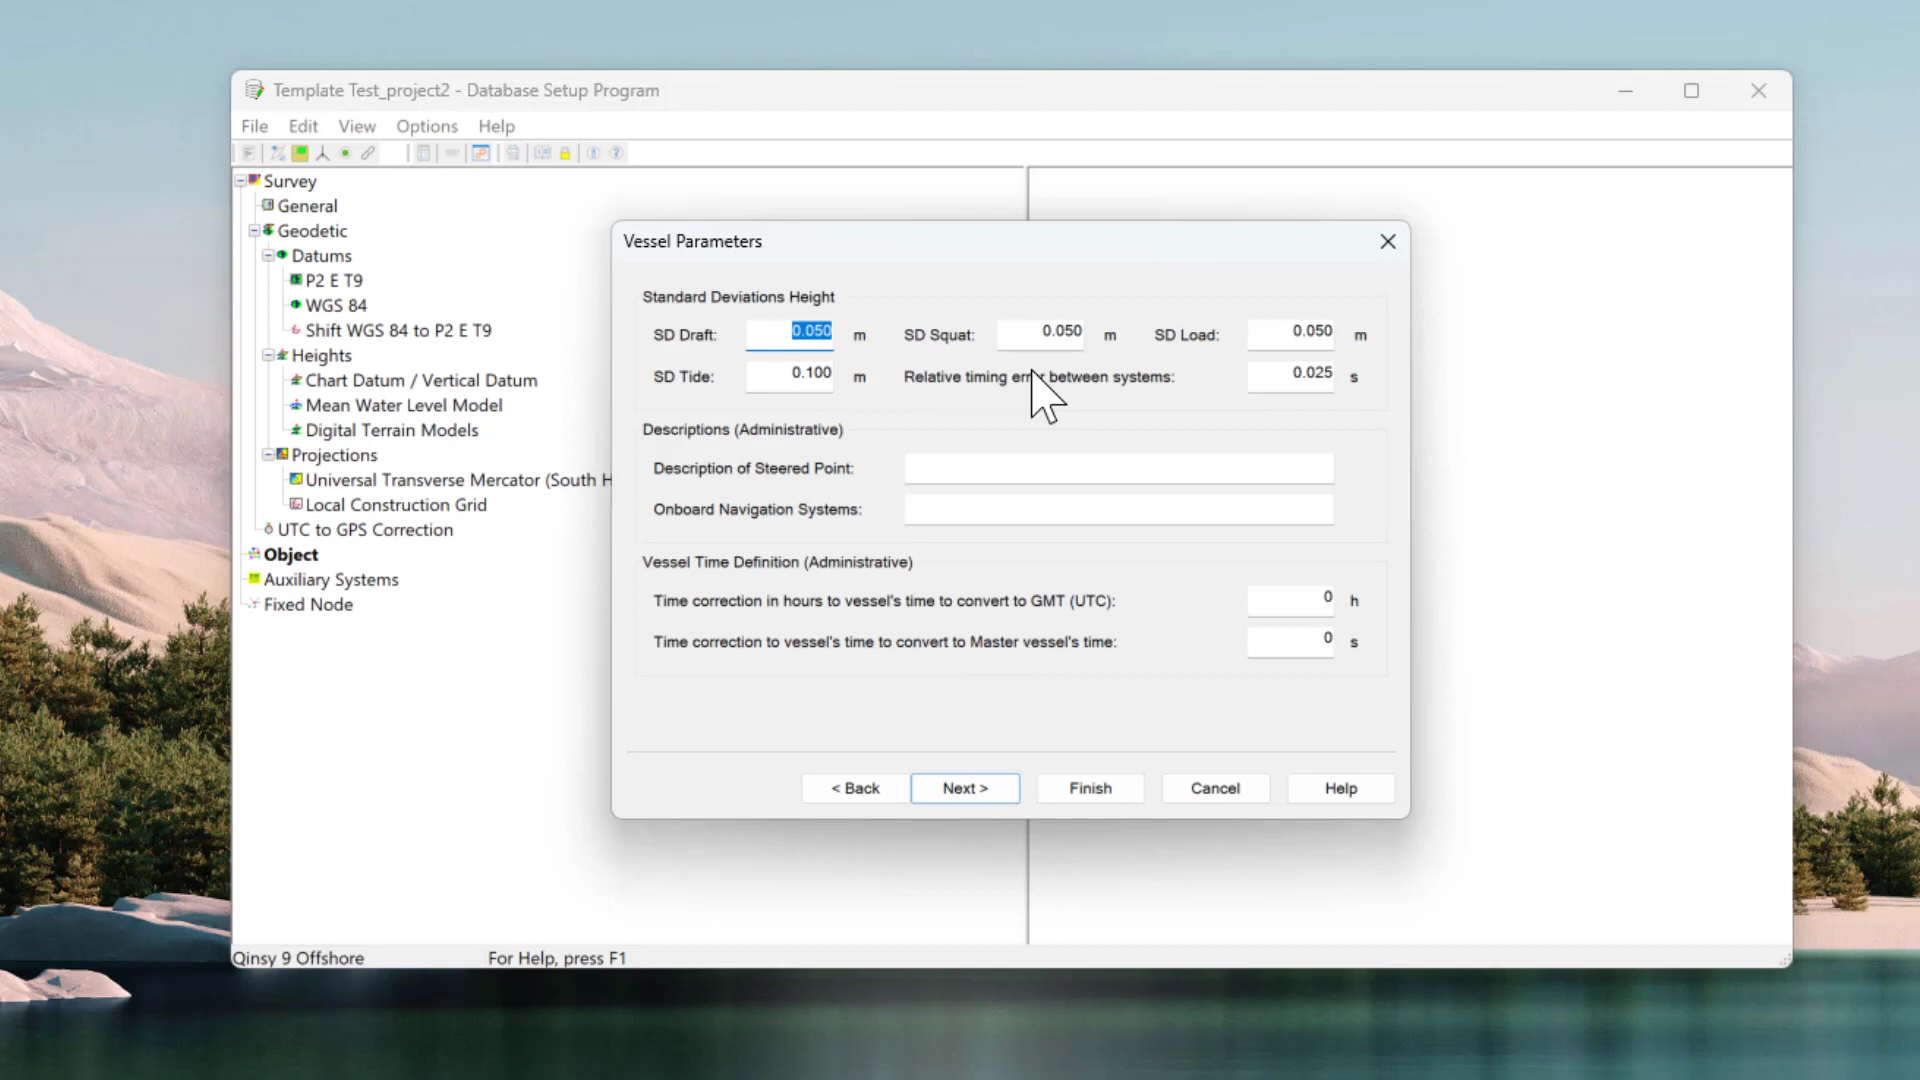 Template Test_project2 - Database Setup Program
File Edit View Options Help
Survey
General
Geodetic
Datums
P2 E T9
WGS 84
Shift WGS 84 to P2 E T9
Heights
Chart Datum / Vertical Datum
Mean Water Level Model
Digital Terrain Models
Projections
Universal Transverse Mercator (South H
Local Construction Grid
UTC to GPS Correction
Object
Auxiliary Systems
Fixed Node
Vessel Parameters
Standard Deviations Height
SD Draft: 0.050 m SD Squat: 0.050 m SD Load: 0.050 m
SD Tide: 0.100 m Relative timing error between systems: 0.025 s
Descriptions (Administrative)
Description of Steered Point:
Onboard Navigation Systems:
Vessel Time Definition (Administrative)
Time correction in hours to vessel's time to convert to GMT (UTC): 0 h
Time correction to vessel's time to convert to Master vessel's time: 0 s
< Back Next > Finish Cancel Help
Qinsy 9 Offshore For Help, press F1